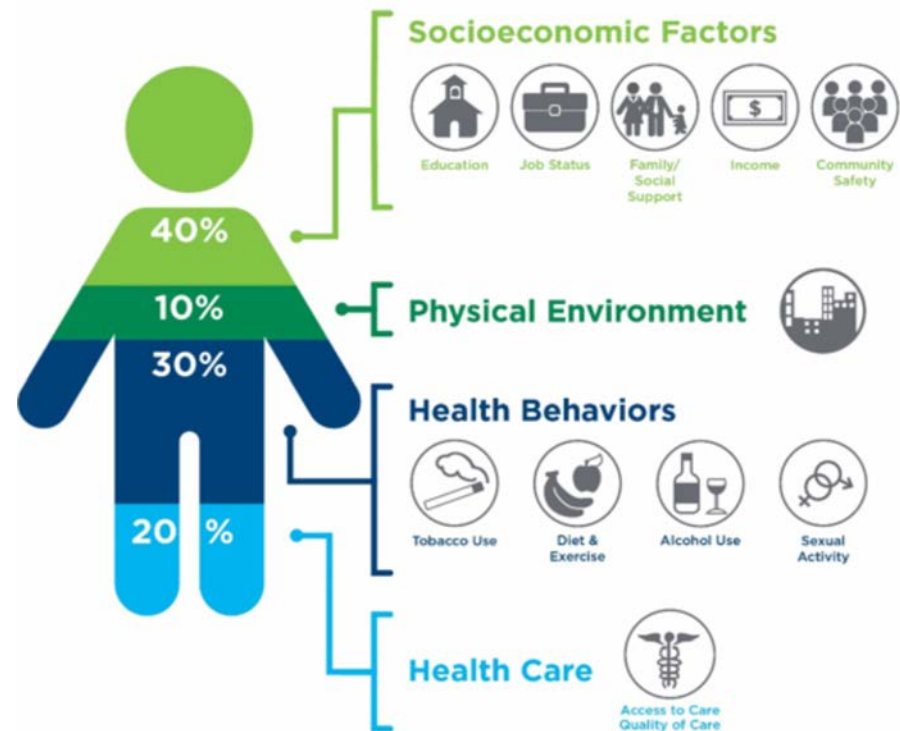 Socioeconomic Factors
$
Education
Job Status
Family/
Social
Support
Income
Community
Safety
40%
10%
Physical Environment
30%
Health Behaviors
Tobacco Use
Diet &
Exercise
Alcohol Use
Sexual
Activity
20 %
Health Care
Access to Care
Quality of Care